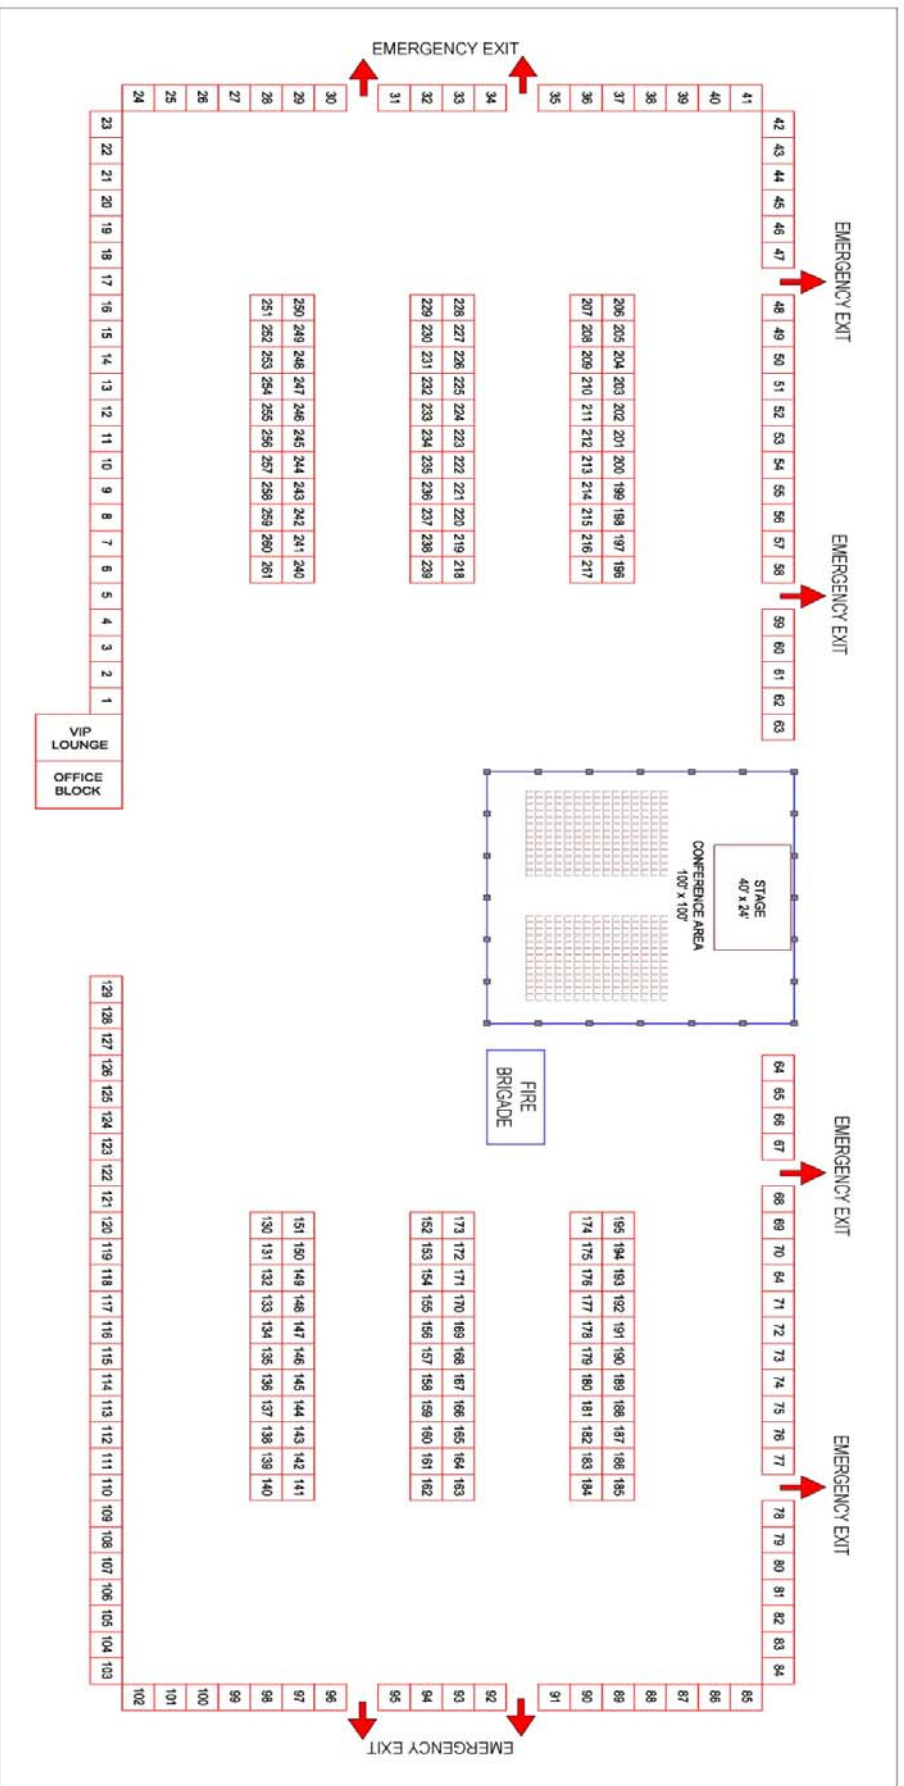 EMERGENCY EXIT
24 25 26 27 28 29 30
31 32 33 34
35 36 37 38 39 40 41
23
22
21
20
19
18
17
16
15
14
13
12
11
10
9
8
7
6
5
4
3
2
1
VIP
LOUNGE
OFFICE
BLOCK
42 43 44 45 46 47
EMERGENCY EXIT
48 49 50 51 52 53 54 55 56 57 58
EMERGENCY EXIT
59 60 61 62 63
251 252 253 254 255 256 257 258 259 260 261
250 249 248 247 246 245 244 243 242 241 240
229 230 231 232 233 234 235 236 237 238 239
228 227 226 225 224 223 222 221 220 219 218
207 208 209 210 211 212 213 214 215 216 217
206 205 204 203 202 201 200 199 198 197 196
STAGE
40' x 24'
CONFERENCE AREA
100' x 100'
FIRE
BRIGADE
129 128 127 126 125 124 123 122 121 120 119 118 117 116 115 114 113 112 111 110 109 108 107 106 105 104 103
64 65 66 67
EMERGENCY EXIT
68 69 70 64 71 72 73 74 75 76 77
EMERGENCY EXIT
78 79 80 81 82 83 84
130 131 132 133 134 135 136 137 138 139 140
151 150 149 148 147 146 145 144 143 142 141
152 153 154 155 156 157 158 159 160 161 162
173 172 171 170 169 168 167 166 165 164 163
174 175 176 177 178 179 180 181 182 183 184
195 194 193 192 191 190 189 188 187 186 185
102 101 100 99 98 97 96
95 94 93 92
91 90 89 88 87 86 85
EMERGENCY EXIT